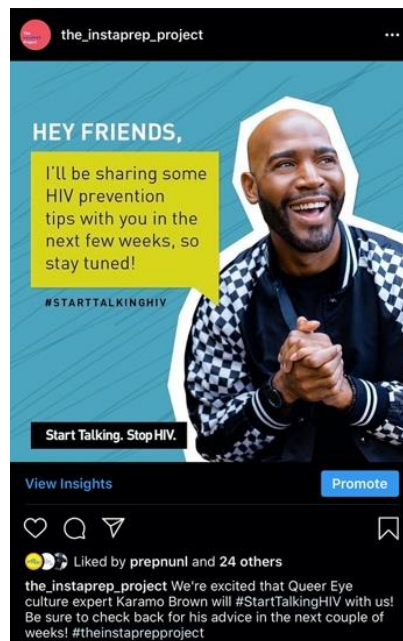 the_instaprep_project
HEY FRIENDS,
I'll be sharing some
HIV prevention
tips with you in the
next few weeks, so
stay tuned!
#STARTTALKINGHIV
Start Talking. Stop HIV.
View Insights
Promote
Liked by prepnunl and 24 others
the_instaprep_project We're excited that Queer Eye
culture expert Karamo Brown will #StartTalkingHIV with us!
Be sure to check back for his advice in the next couple of
weeks! #theinstaprepproject